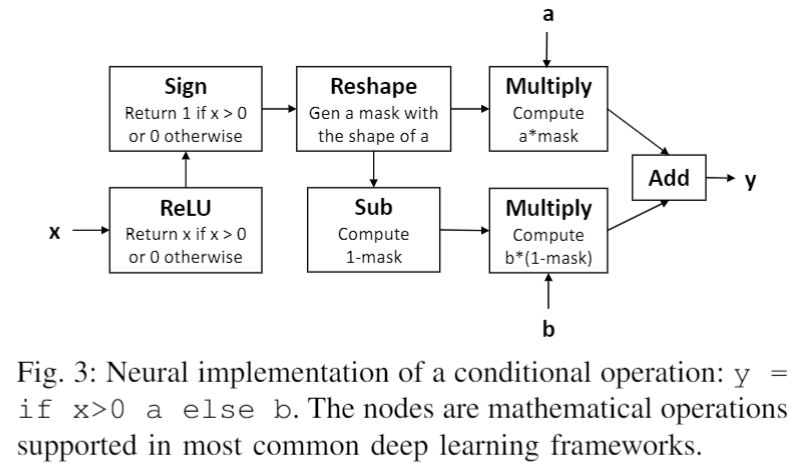 a
Sign
Return 1 if x > 0
or 0 otherwise
Reshape
Gen a mask with
the shape of a
Multiply
Compute
a*mask
Add
y
x
ReLU
Return x if x > 0
or 0 otherwise
Sub
Compute
1-mask
Multiply
Compute
b*(1-mask)
b
Fig. 3: Neural implementation of a conditional operation: y =
if x>0 a else b. The nodes are mathematical operations
supported in most common deep learning frameworks.